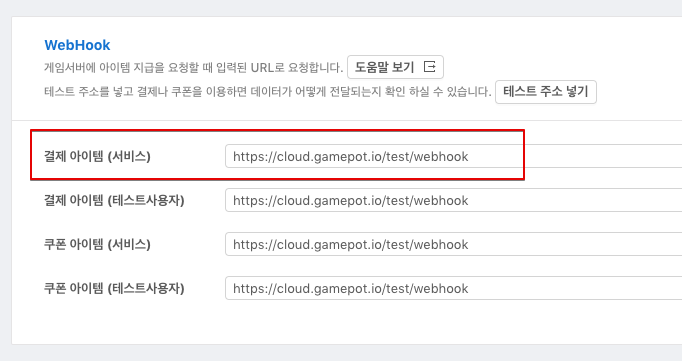 WebHook
게임서버에 아이템 지급을 요청할 때 입력된 URL로 요청합니다. 도움말 보기
테스트 주소를 넣고 결제나 쿠폰을 이용하면 데이터가 어떻게 전달되는지 확인 하실 수 있습니다. 테스트 주소 넣기
결제 아이템 (서비스) https://cloud.gamepot.io/test/webhook
결제 아이템 (테스트사용자) https://cloud.gamepot.io/test/webhook
쿠폰 아이템 (서비스) https://cloud.gamepot.io/test/webhook
쿠폰 아이템 (테스트사용자) https://cloud.gamepot.io/test/webhook